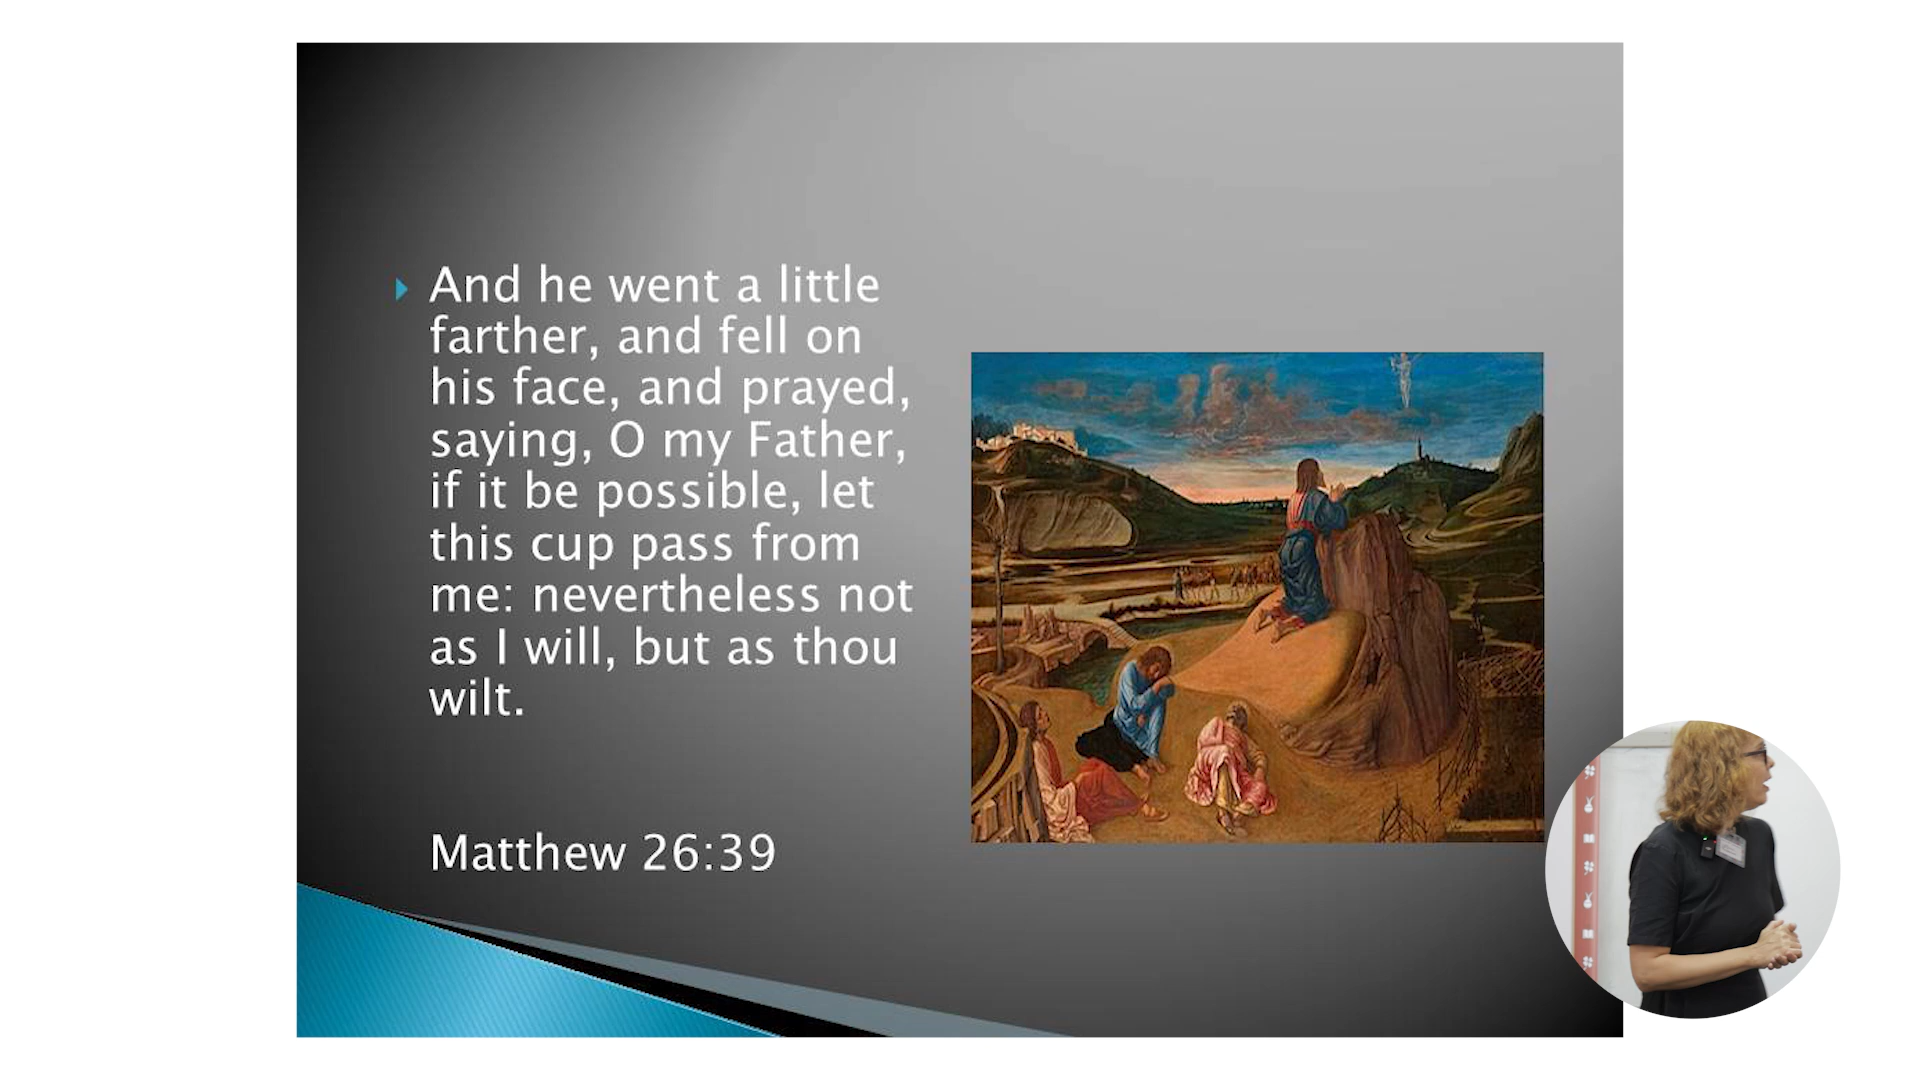 And he went a little
farther, and fell on
his face, and prayed,
saying, O my Father,
if it be possible, let
this cup pass from
me: nevertheless not
as I will, but as thou
wilt.
Matthew 26:39